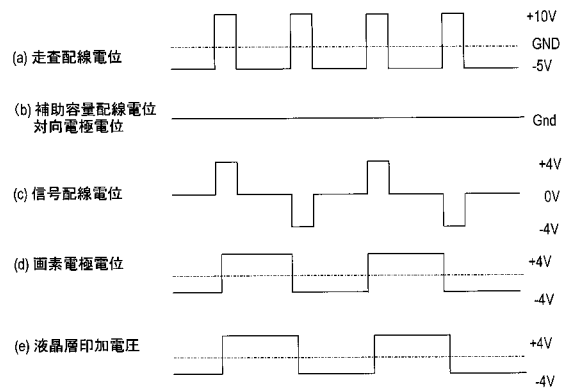 +10V
GND
(a) 走査配線電位
-5V
(b) 補助容量配線電位
対向電極電位
Gnd
+4V
(c) 信号配線電位
0V
-4V
(d) 画素電極電位
+4V
-4V
(e) 液晶層印加電圧
+4V
-4V